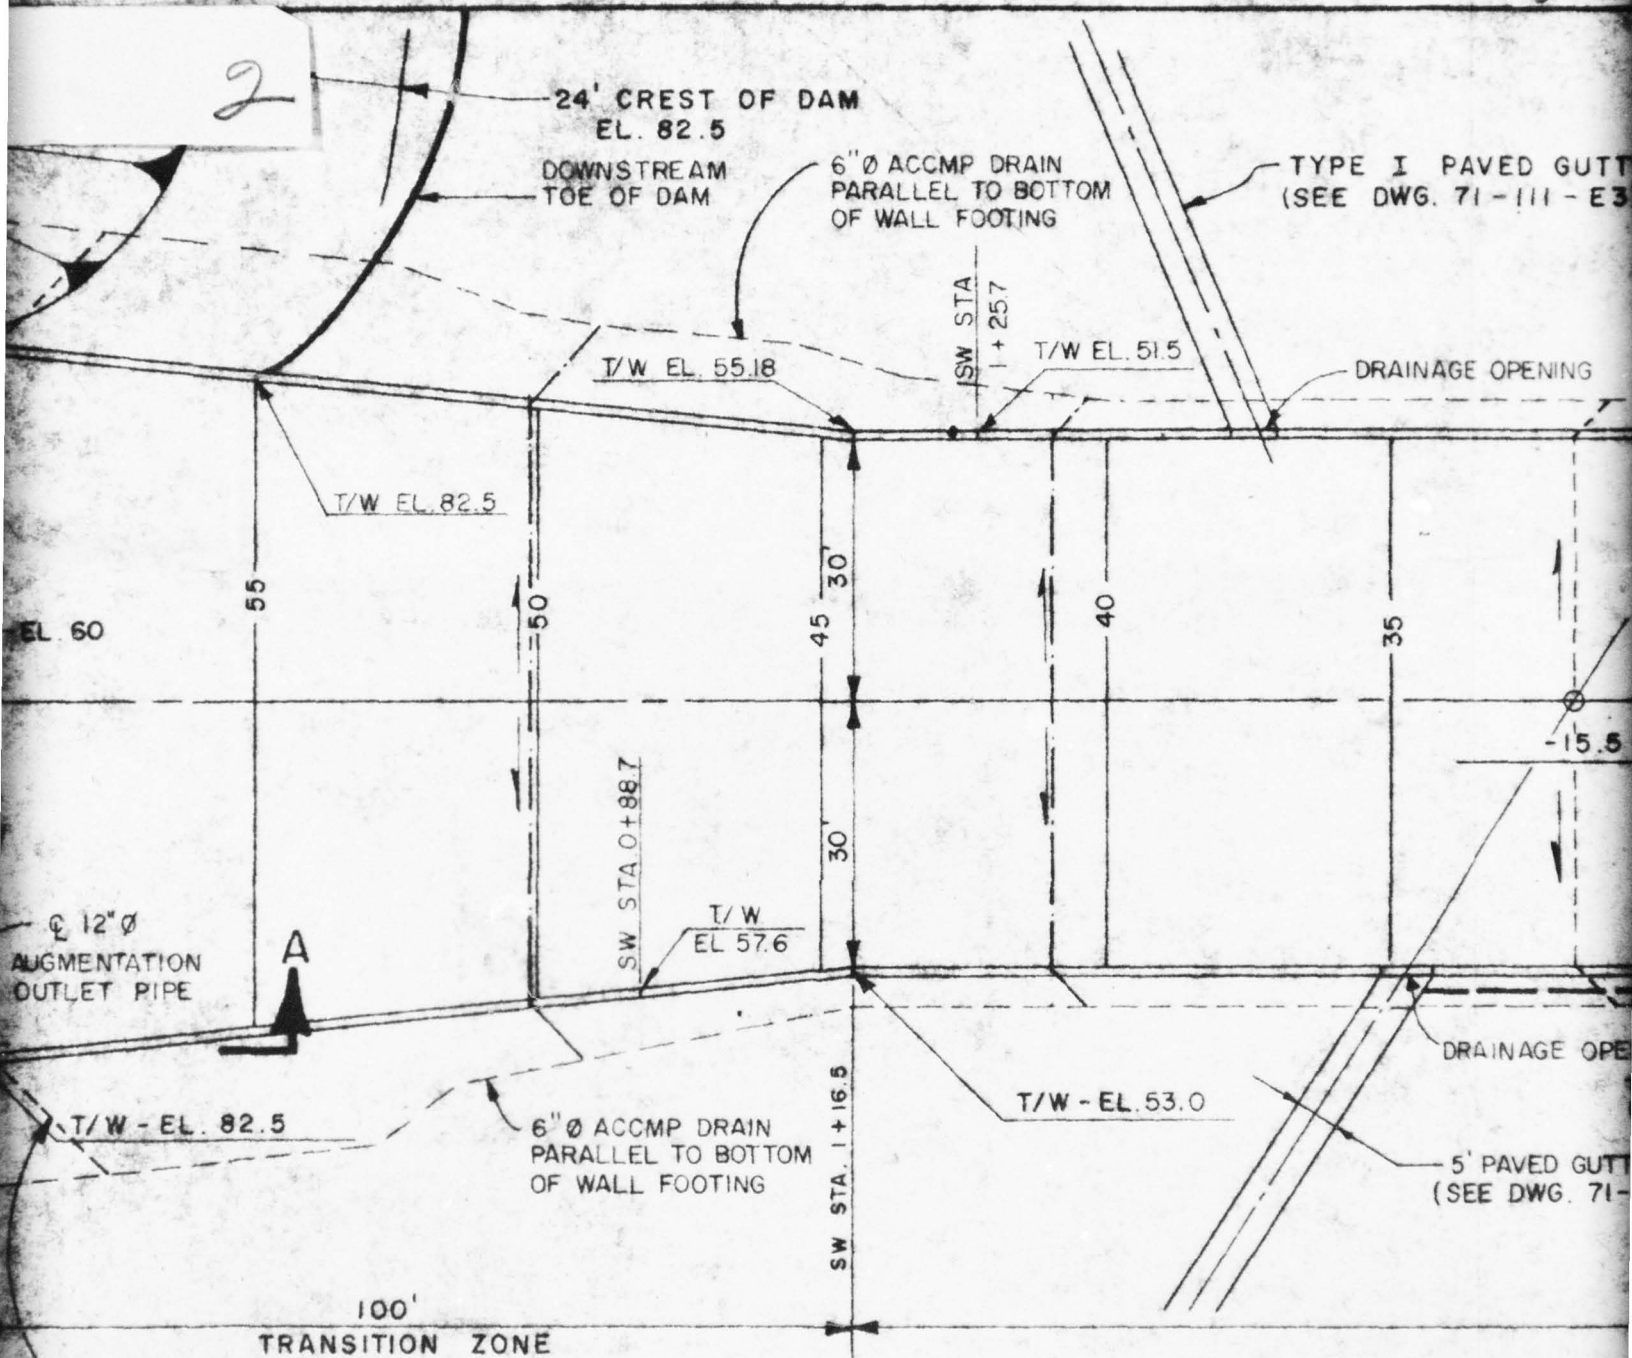 2
24' CREST OF DAM
EL. 82.5
DOWNSTREAM
TOE OF DAM
6"Ø ACCMP DRAIN
PARALLEL TO BOTTOM
OF WALL FOOTING
TYPE I PAVED GUTT
(SEE DWG. 71-111-E3
SW STA
1+25.7
T/W EL. 55.18
T/W EL. 51.5
DRAINAGE OPENING
T/W EL. 82.5
EL. 60
55
50
45
40
35
30'
30'
-15.5
SW STA 0+88.7
T/W
EL 57.6
℄ 12"Ø
AUGMENTATION
OUTLET PIPE
A
DRAINAGE OPE
T/W - EL. 82.5
6"Ø ACCMP DRAIN
PARALLEL TO BOTTOM
OF WALL FOOTING
SW STA. 1+16.5
T/W - EL. 53.0
5' PAVED GUTT
(SEE DWG. 71-
100'
TRANSITION ZONE